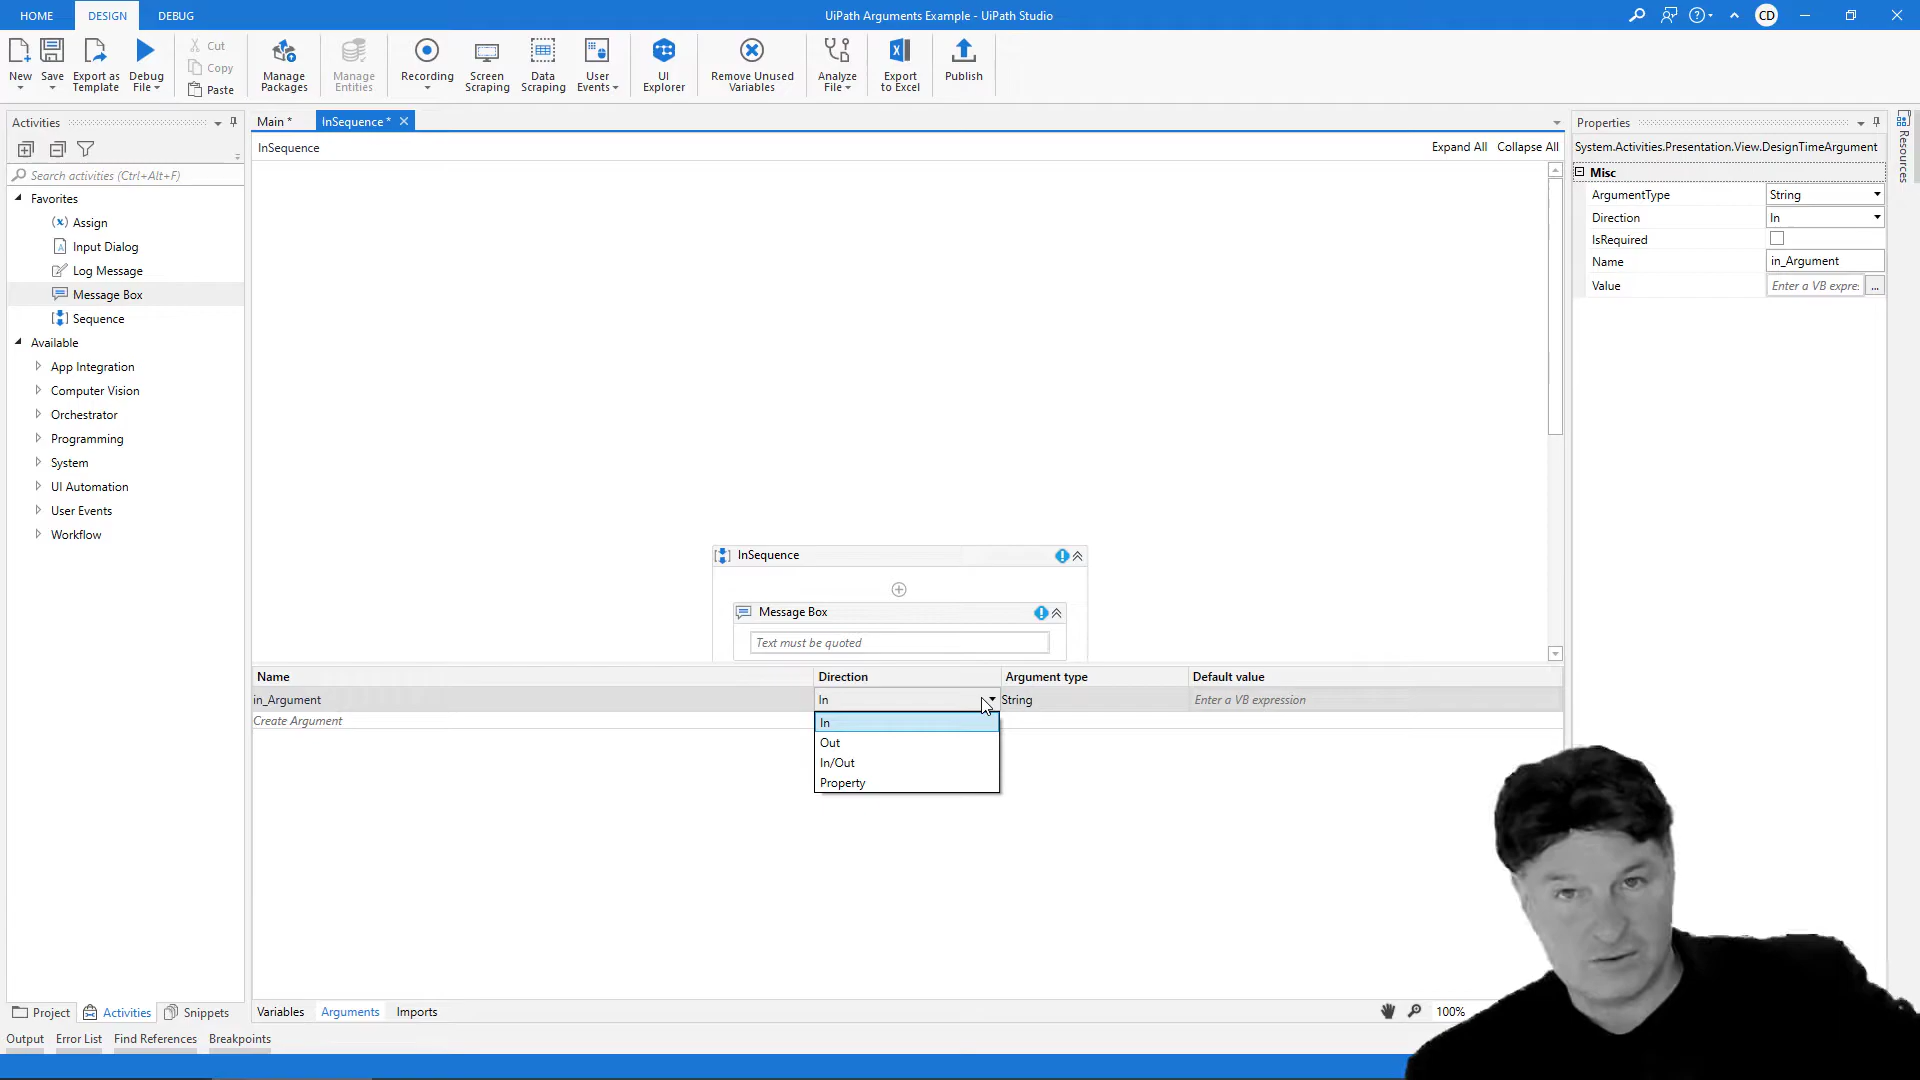 HOME DESIGN DEBUG UiPath Arguments Example - UiPath Studio CD
New Save Export as Template Debug File Cut Copy Paste Manage Packages Manage Entities Recording Screen Scraping Data Scraping User Events UI Explorer Remove Unused Variables Analyze File Export to Excel Publish
Activities
Search activities (Ctrl+Alt+F)
Favorites
Assign
Input Dialog
Log Message
Message Box
Sequence
Available
App Integration
Computer Vision
Orchestrator
Programming
System
UI Automation
User Events
Workflow
Project Activities Snippets
Main * InSequence *
InSequence Expand All Collapse All
InSequence
Message Box
Text must be quoted
Name Direction Argument type Default value
in_Argument In String Enter a VB expression
Create Argument
In
Out
In/Out
Property
Variables Arguments Imports 100%
Properties
System.Activities.Presentation.View.DesignTimeArgument
Misc
ArgumentType String
Direction In
IsRequired
Name in_Argument
Value Enter a VB expre: ...
Resources
Output Error List Find References Breakpoints